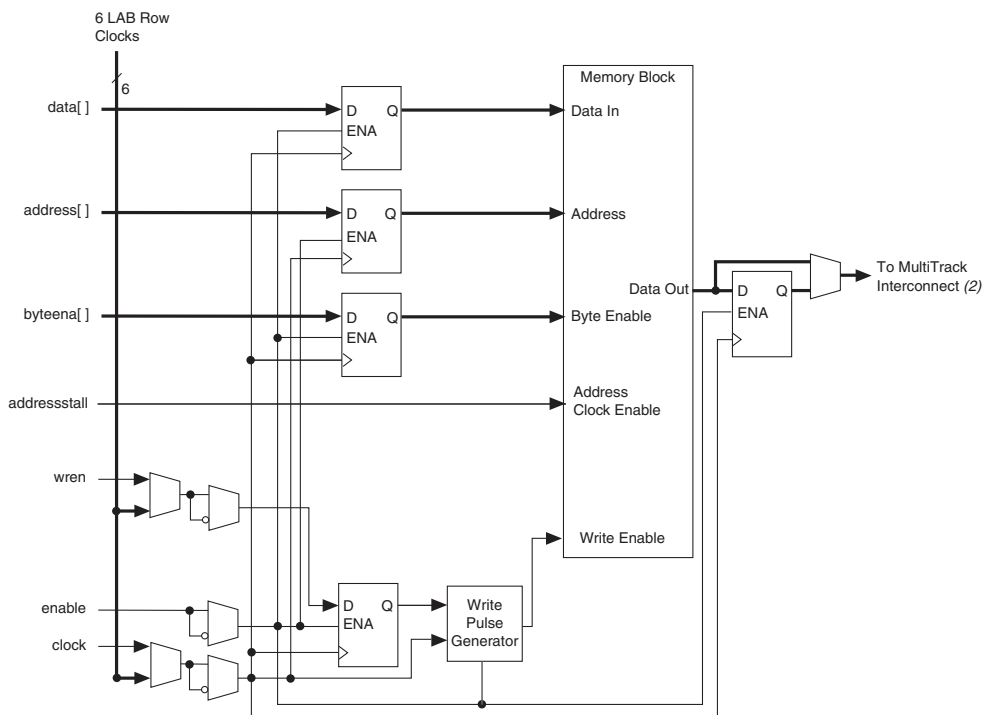 6 LAB Row
Clocks
6
Memory Block
data[ ]
D Q
ENA
Data In
address[ ]
D Q
ENA
Address
To MultiTrack
Interconnect (2)
Data Out
D Q
ENA
byteena[ ]
D Q
ENA
Byte Enable
addressstall
Address
Clock Enable
wren
Write Enable
enable
D Q
ENA
Write
Pulse
Generator
clock